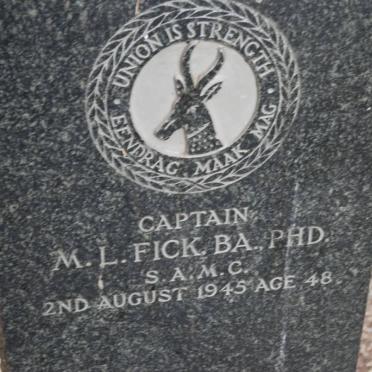 UNION IS STRENGTH
EENDRAG MAAK MAG
CAPTAIN
M. L. FICK. BA., PHD.
S.A.M.C.
2ND AUGUST 1945 AGE 48.